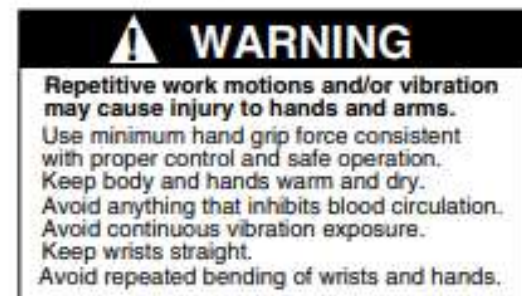 WARNING
Repetitive work motions and/or vibration
may cause injury to hands and arms.
Use minimum hand grip force consistent
with proper control and safe operation.
Keep body and hands warm and dry.
Avoid anything that inhibits blood circulation.
Avoid continuous vibration exposure.
Keep wrists straight.
Avoid repeated bending of wrists and hands.